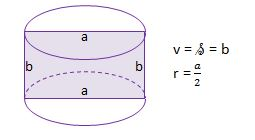 a
b b
a
v = 𝒮 = b
r = a/2